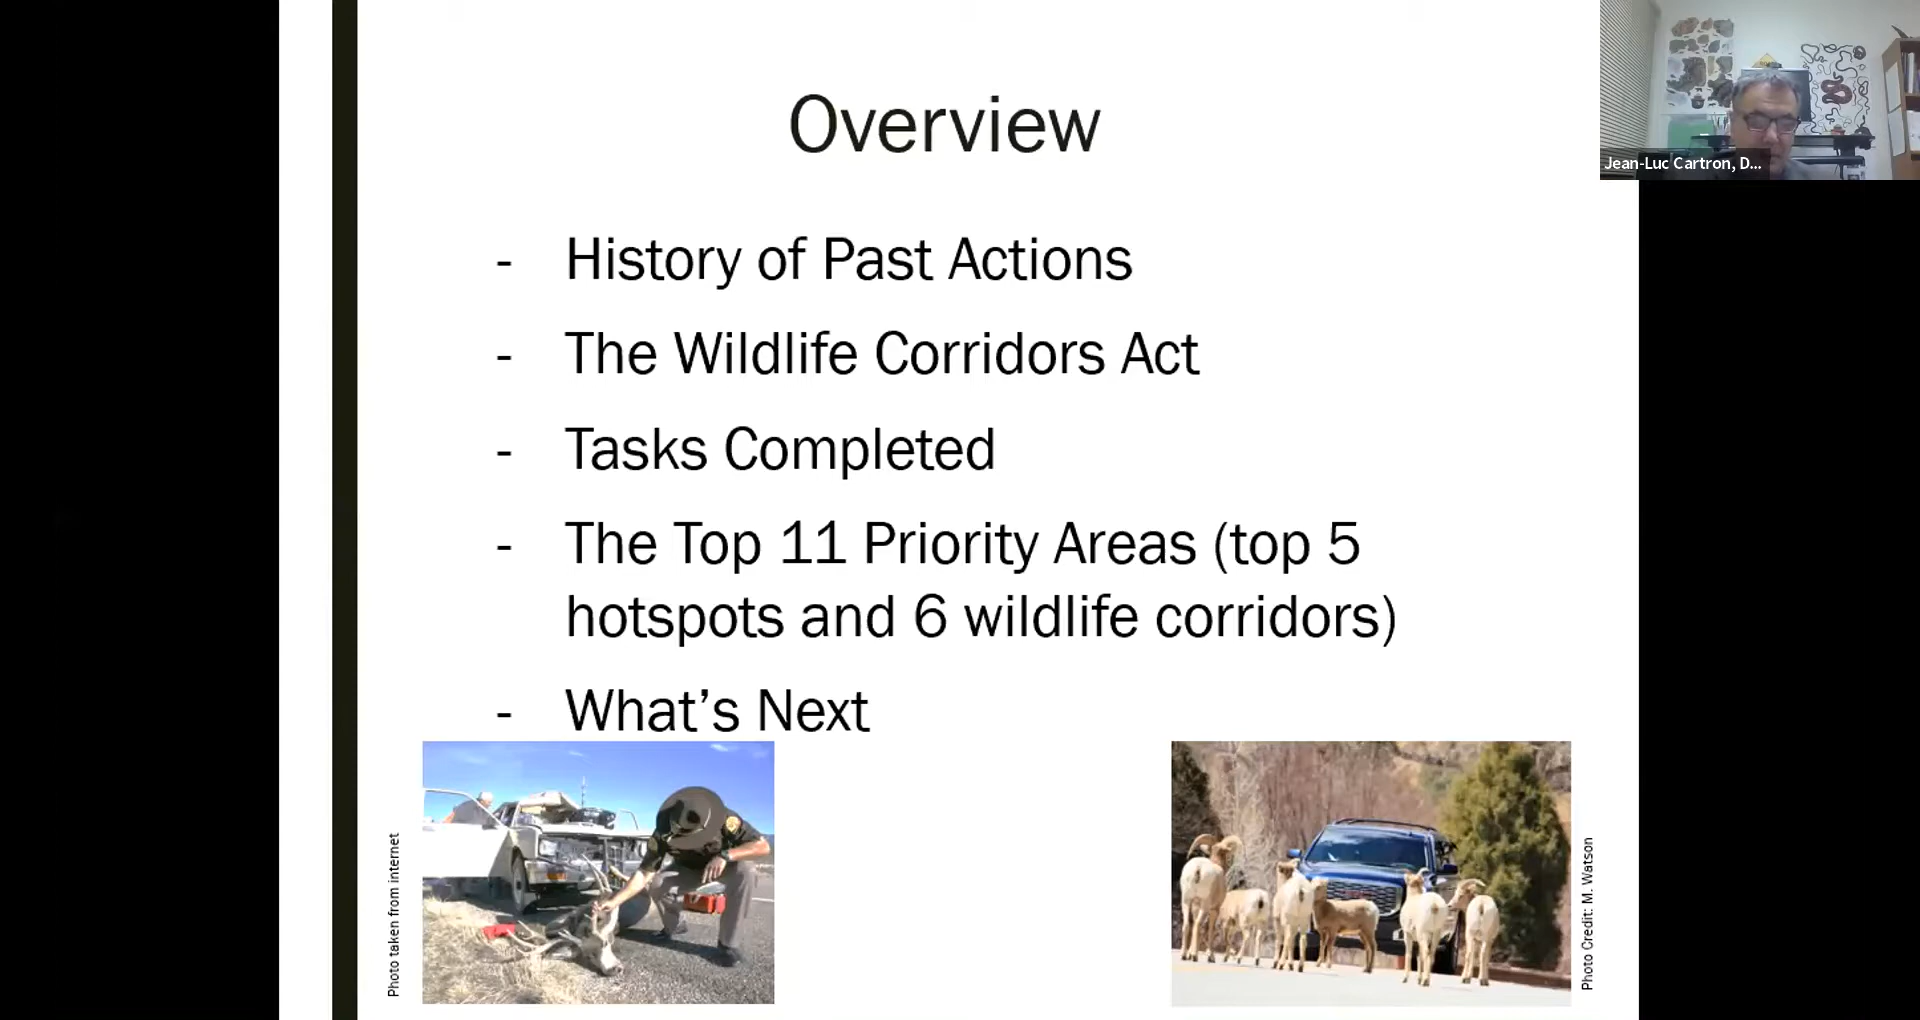 Overview
Jean-Luc Cartron, D...
- History of Past Actions
- The Wildlife Corridors Act
- Tasks Completed
- The Top 11 Priority Areas (top 5
hotspots and 6 wildlife corridors)
- What's Next
Photo taken from internet
Photo Credit: M. Watson